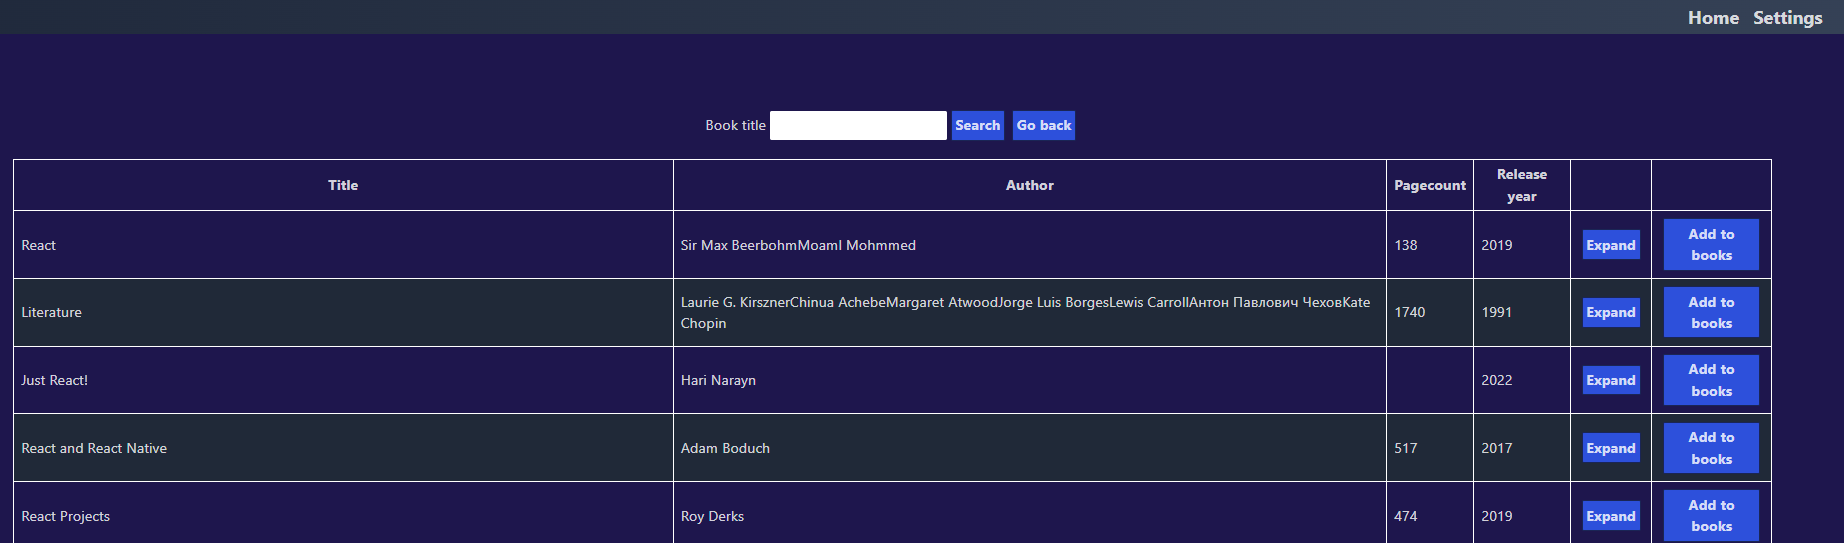 Home Settings
Book title Search Go back
Title Author Pagecount Release year
React Sir Max BeerbohmMoaml Mohmmed 138 2019 Expand Add to books
Literature Laurie G. KirsznerChinua AchebeMargaret AtwoodJorge Luis BorgesLewis CarrollАнтон Павлович ЧеховKate Chopin 1740 1991 Expand Add to books
Just React! Hari Narayn 2022 Expand Add to books
React and React Native Adam Boduch 517 2017 Expand Add to books
React Projects Roy Derks 474 2019 Expand Add to books